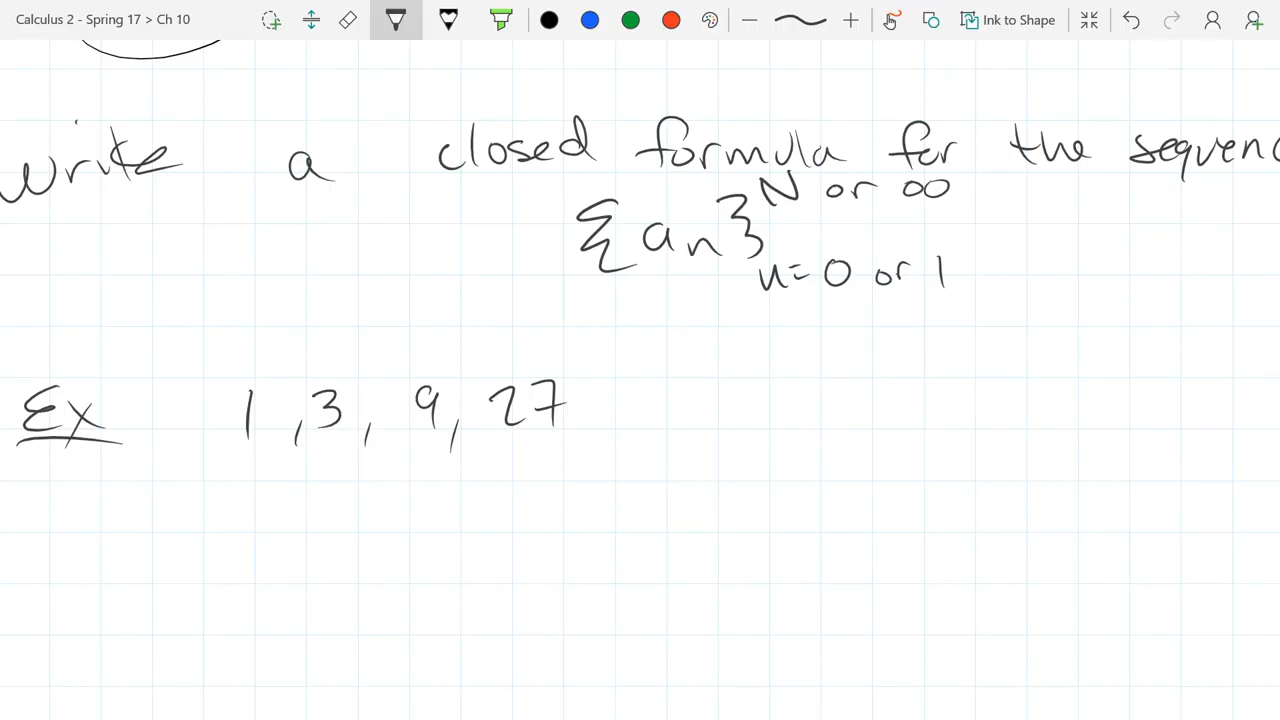 Calculus 2 - Spring 17 > Ch 10
Ink to Shape
Write a closed formula for the sequenc
{an} N or ∞
n=0 or 1
Ex 1, 3, 9, 27